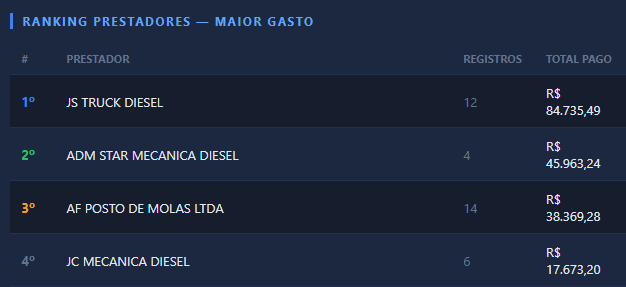 RANKING PRESTADORES — MAIOR GASTO
# PRESTADOR REGISTROS TOTAL PAGO
1º JS TRUCK DIESEL 12 R$
84.735,49
2º ADM STAR MECANICA DIESEL 4 R$
45.963,24
3º AF POSTO DE MOLAS LTDA 14 R$
38.369,28
4º JC MECANICA DIESEL 6 R$
17.673,20